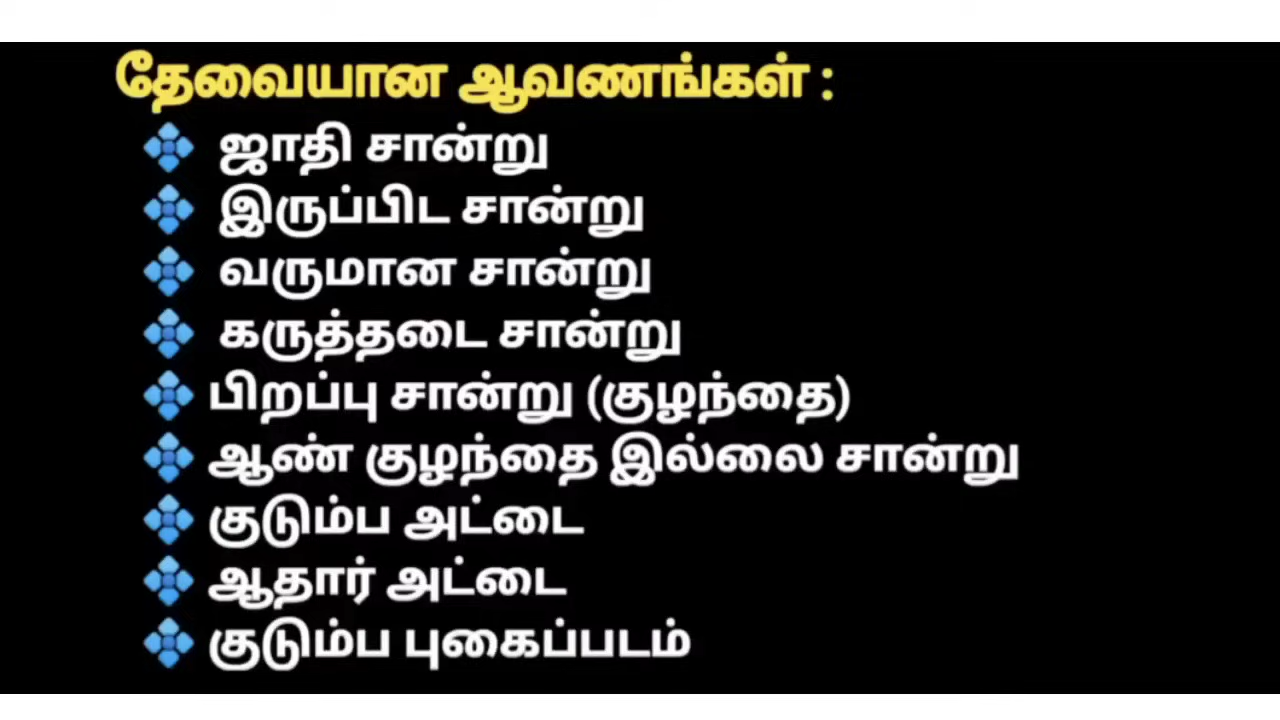 தேவையான ஆவணங்கள் :
ஜாதி சான்று
இருப்பிட சான்று
வருமான சான்று
கருத்தடை சான்று
பிறப்பு சான்று (குழந்தை)
ஆண் குழந்தை இல்லை சான்று
குடும்ப அட்டை
ஆதார் அட்டை
குடும்ப புகைப்படம்